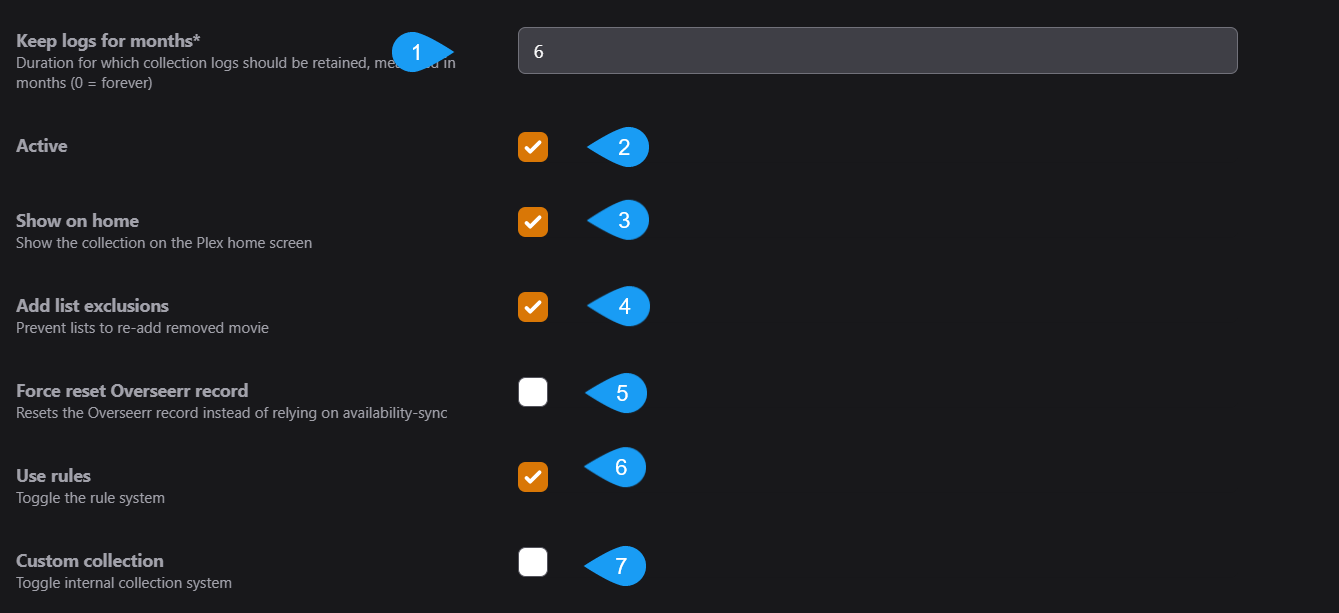 Keep logs for months*
1
6
Duration for which collection logs should be retained, in
months (0 = forever)
Active
2
Show on home
3
Show the collection on the Plex home screen
Add list exclusions
4
Prevent lists to re-add removed movie
Force reset Overseerr record
5
Resets the Overseerr record instead of relying on availability-sync
Use rules
6
Toggle the rule system
Custom collection
7
Toggle internal collection system